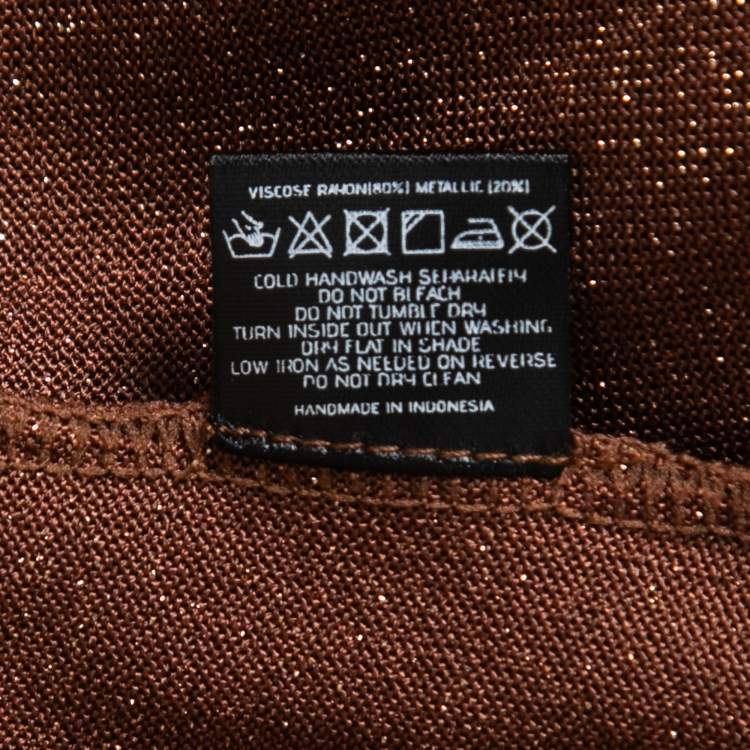 VISCOSE RAYON(80%) METALLIC (20%)
COLD HANDWASH SEPARATELY
DO NOT BLEACH
DO NOT TUMBLE DRY
TURN INSIDE OUT WHEN WASHING.
DRY FLAT IN SHADE
LOW IRON AS NEEDED ON REVERSE
DO NOT DRY CLEAN
HANDMADE IN INDONESIA